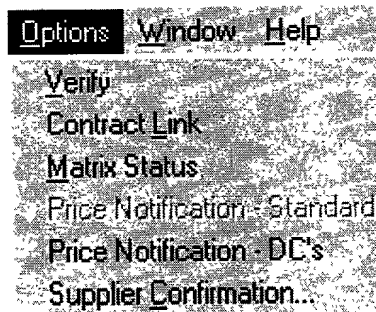 Options Window Help
Verify
Contract Link
Matrix Status
Price Notification - Standard
Price Notification - DC's
Supplier Confirmation...